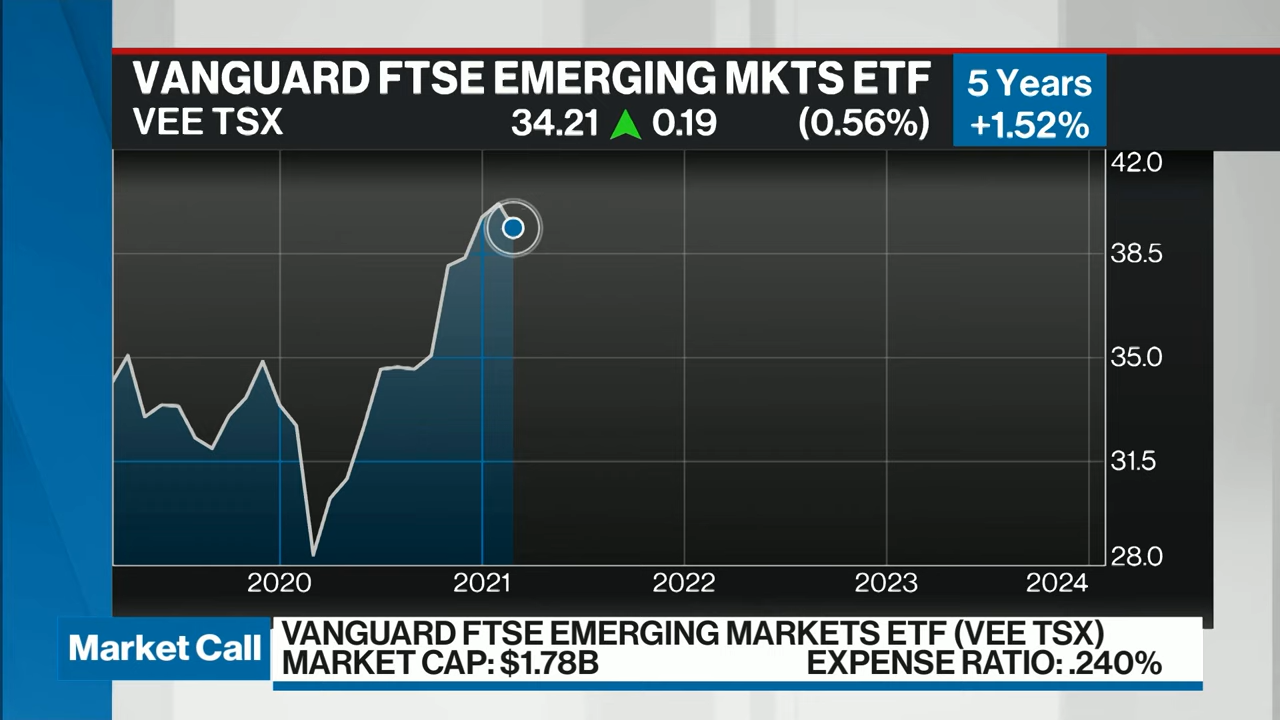 VANGUARD FTSE EMERGING MKTS ETF
VEE TSX 34.21 0.19 (0.56%)
5 Years
+1.52%
42.0
38.5
35.0
31.5
28.0
2020 2021 2022 2023 2024
Market Call
VANGUARD FTSE EMERGING MARKETS ETF (VEE TSX)
MARKET CAP: $1.78B EXPENSE RATIO: .240%